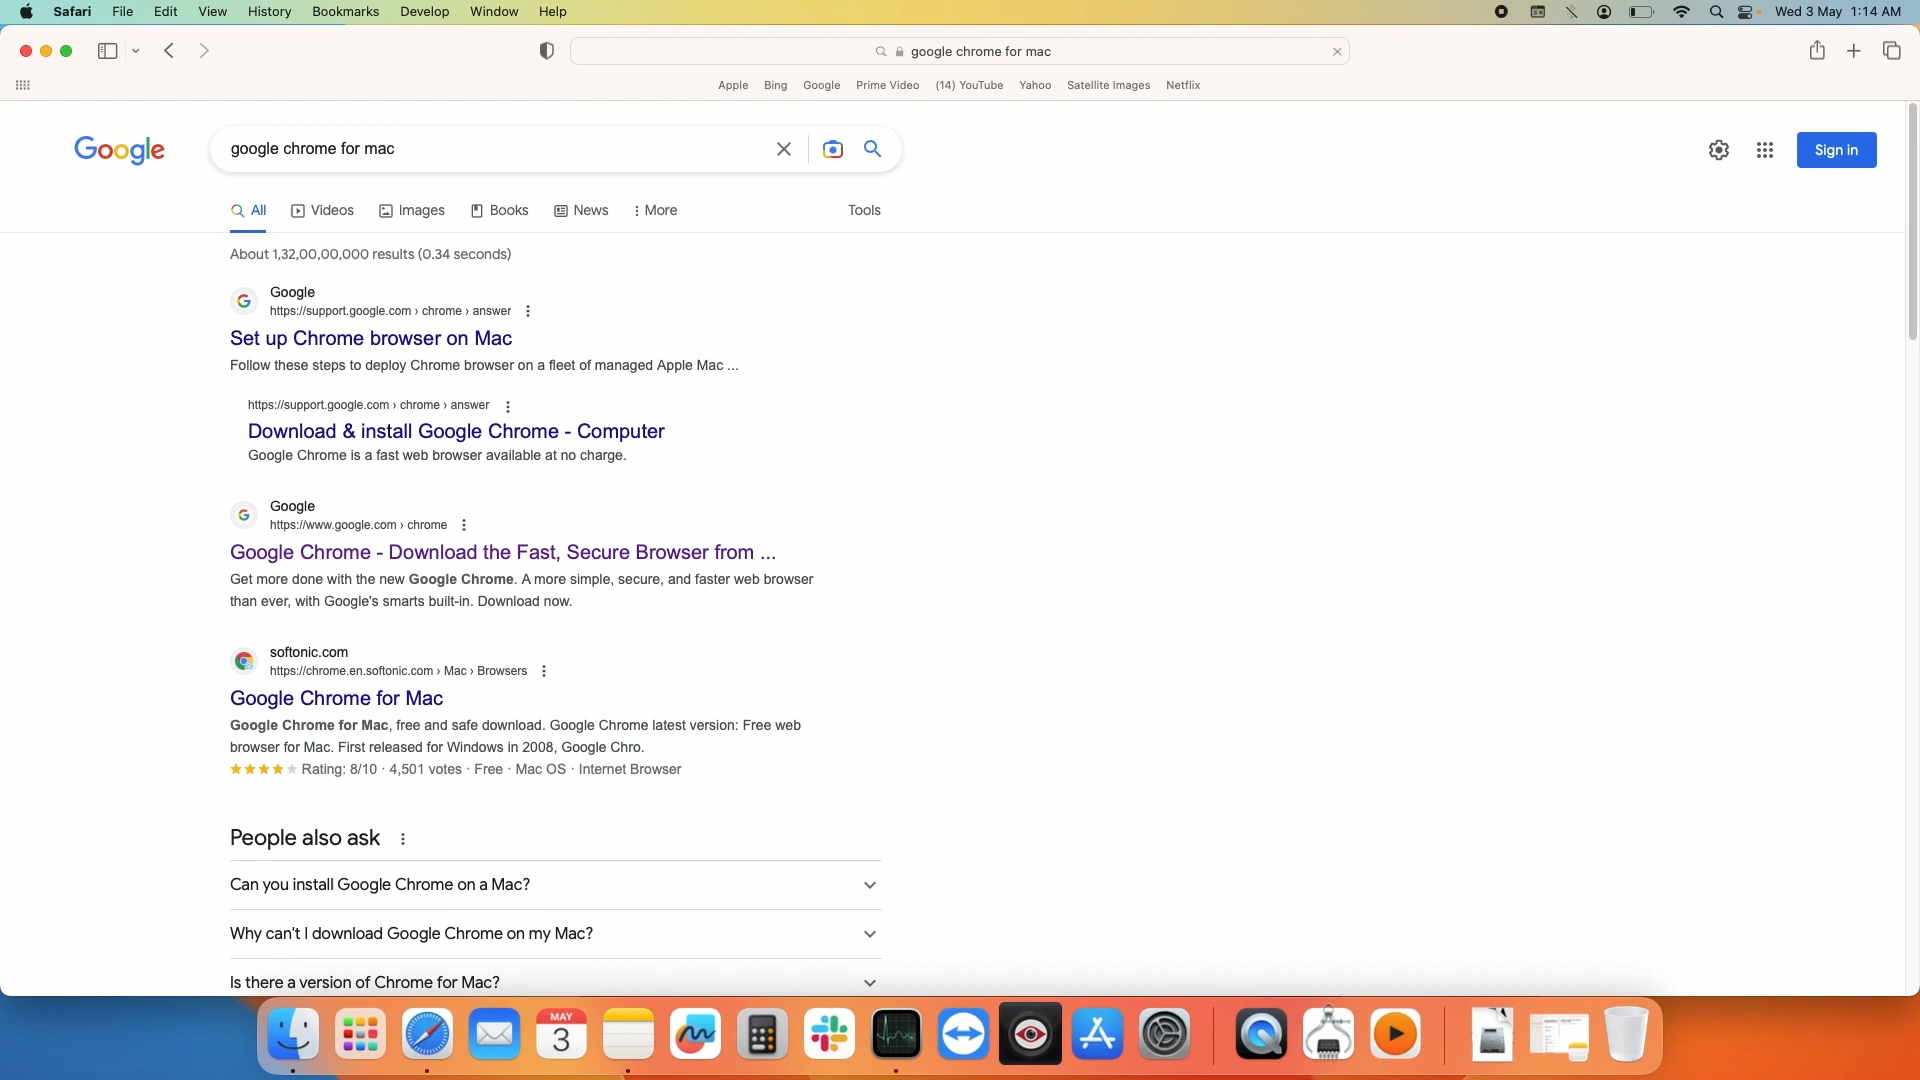 Safari File Edit View History Bookmarks Develop Window Help Wed 3 May 1:14 AM
google chrome for mac
Apple Bing Google Prime Video (14) YouTube Yahoo Satellite Images Netflix
Google
google chrome for mac
Sign in
All Videos Images Books News More Tools
About 1,32,00,00,000 results (0.34 seconds)
Google
https://support.google.com › chrome › answer
Set up Chrome browser on Mac
Follow these steps to deploy Chrome browser on a fleet of managed Apple Mac ...
https://support.google.com › chrome › answer
Download & install Google Chrome - Computer
Google Chrome is a fast web browser available at no charge.
Google
https://www.google.com › chrome
Google Chrome - Download the Fast, Secure Browser from ...
Get more done with the new Google Chrome. A more simple, secure, and faster web browser
than ever, with Google's smarts built-in. Download now.
softonic.com
https://chrome.en.softonic.com › Mac › Browsers
Google Chrome for Mac
Google Chrome for Mac, free and safe download. Google Chrome latest version: Free web
browser for Mac. First released for Windows in 2008, Google Chro.
Rating: 8/10 · 4,501 votes · Free · Mac OS · Internet Browser
People also ask
Can you install Google Chrome on a Mac?
Why can't I download Google Chrome on my Mac?
Is there a version of Chrome for Mac?
MAY
3